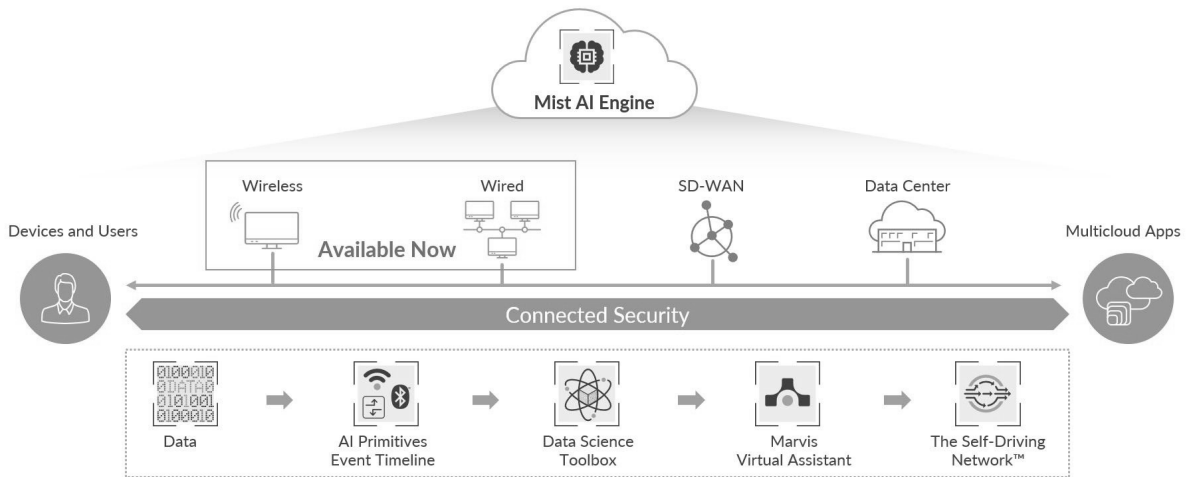 Mist AI Engine
Wireless
Wired
SD-WAN
Data Center
Devices and Users
Available Now
Multicloud Apps
Connected Security
0100010
0DATA0
0101001
0100010
Data
AI Primitives
Event Timeline
Data Science
Toolbox
Marvis
Virtual Assistant
The Self-Driving
Network™